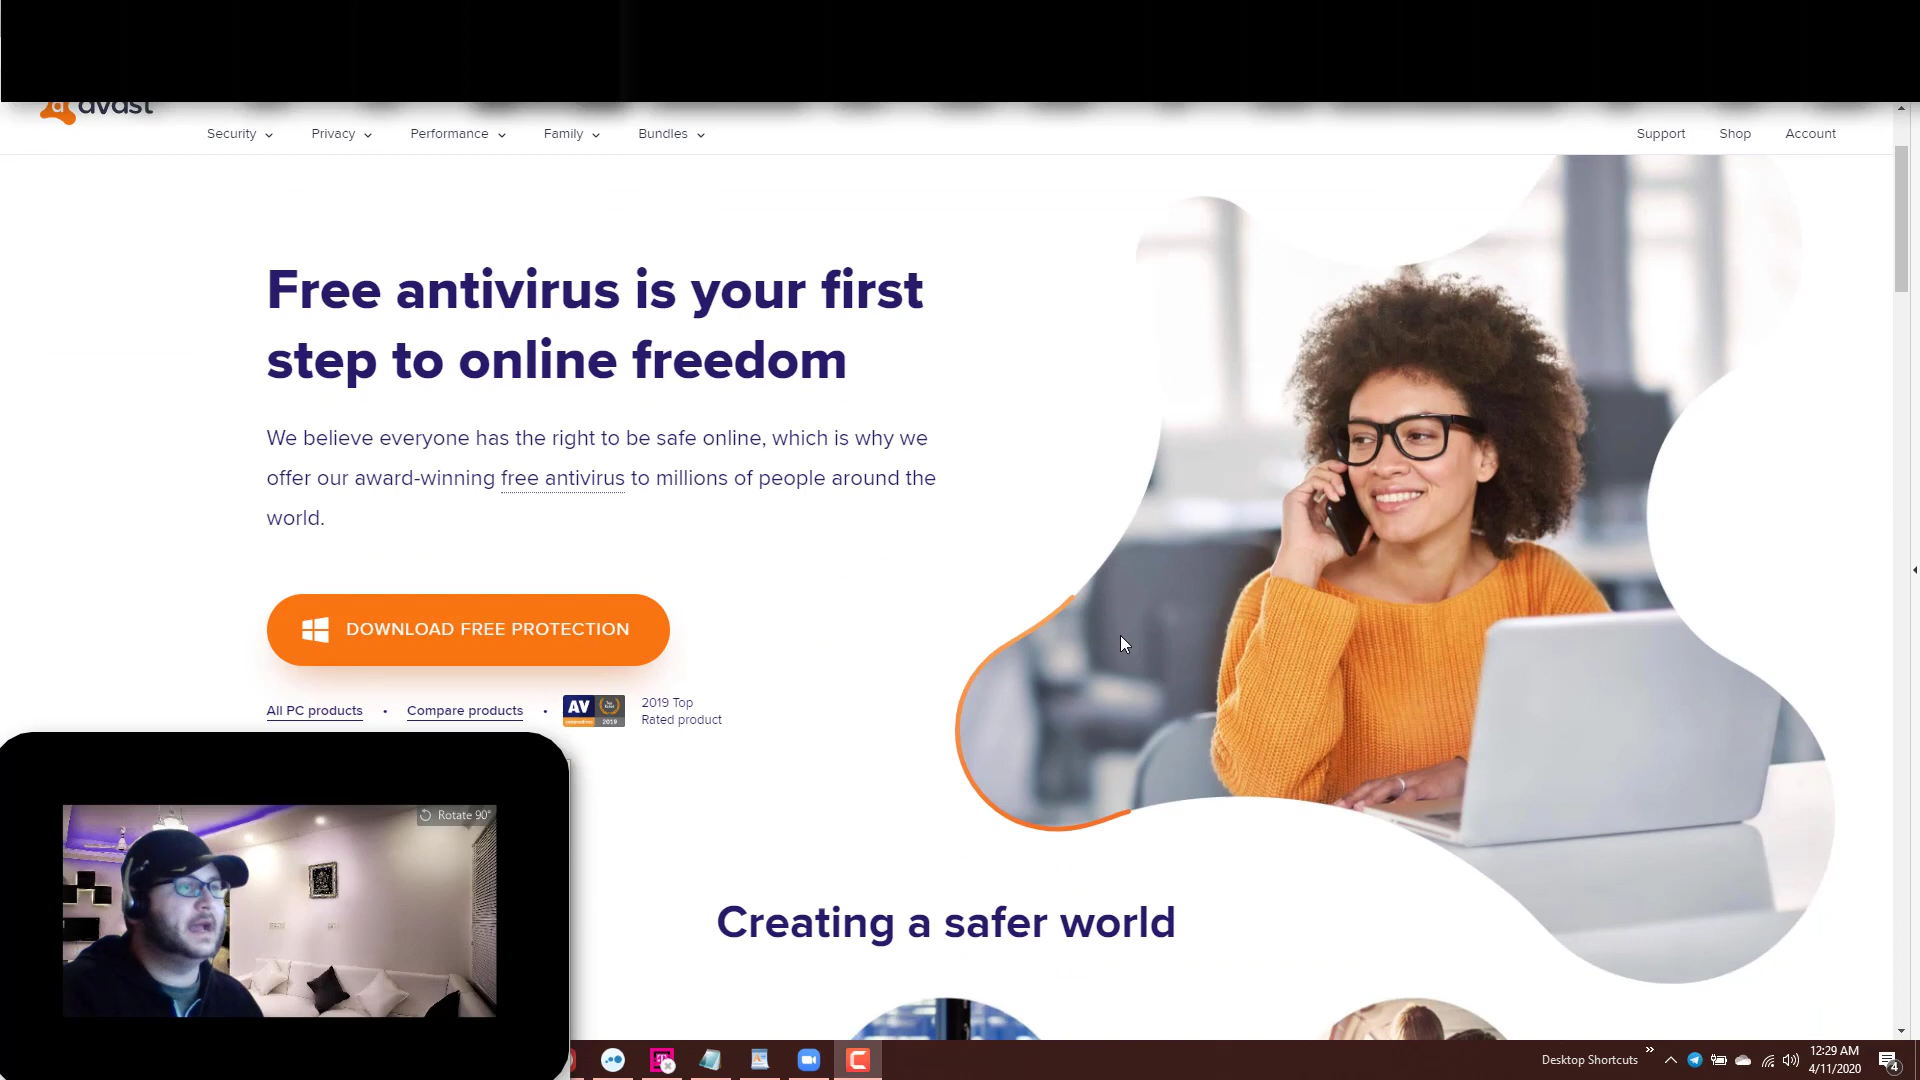 avast
Security
Privacy
Performance
Family
Bundles
Support
Shop
Account
Free antivirus is your first
step to online freedom
We believe everyone has the right to be safe online, which is why we
offer our award-winning free antivirus to millions of people around the
world.
DOWNLOAD FREE PROTECTION
All PC products • Compare products •
AV
2019
2019 Top
Rated product
Rotate 90°
Creating a safer world
Desktop Shortcuts
12:29 AM
4/11/2020
4